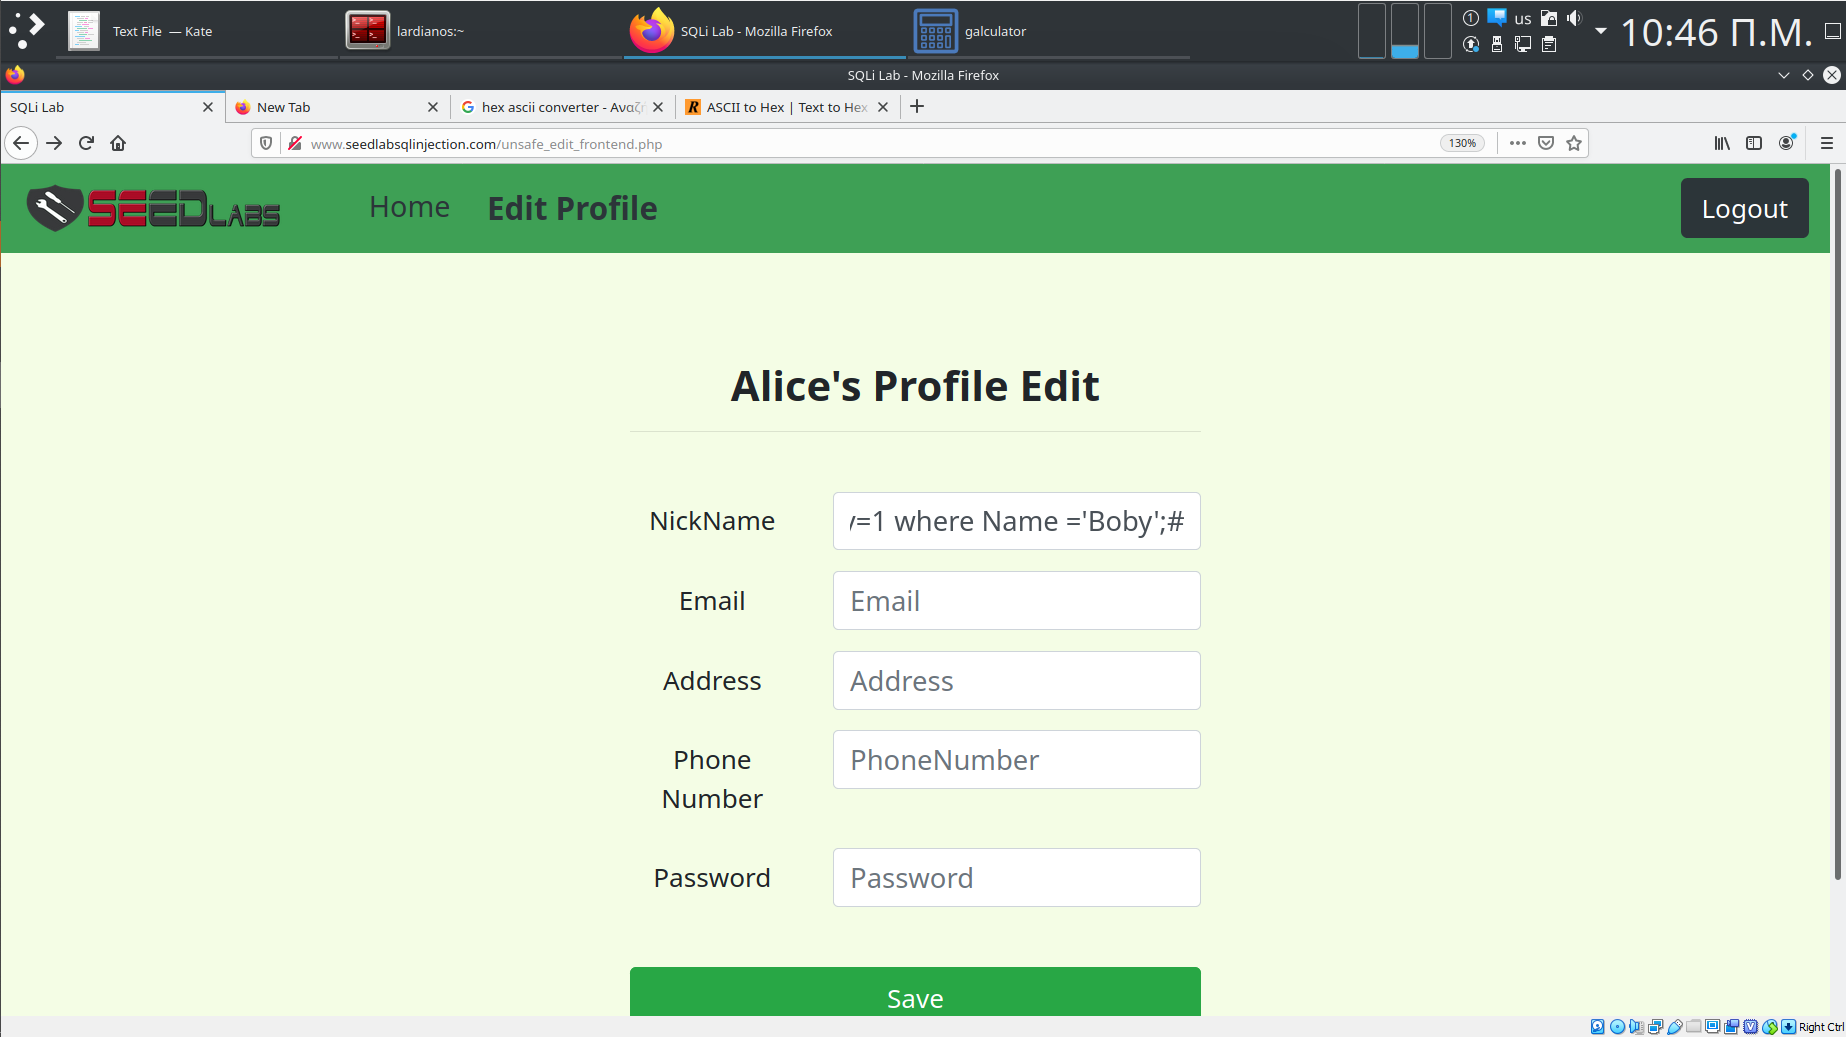 Text File — Kate
lardianos:~
SQLi Lab - Mozilla Firefox
galculator
1
us
10:46 Π.Μ.
SQLi Lab - Mozilla Firefox
SQLi Lab
New Tab
hex ascii converter - Αναζή
ASCII to Hex | Text to Hex
www.seedlabsqlinjection.com/unsafe_edit_frontend.php
130%
SEEDLABS
Home
Edit Profile
Logout
Alice's Profile Edit
NickName
=1 where Name ='Boby';#
Email
Email
Address
Address
Phone
Number
PhoneNumber
Password
Password
Save
Right Ctrl